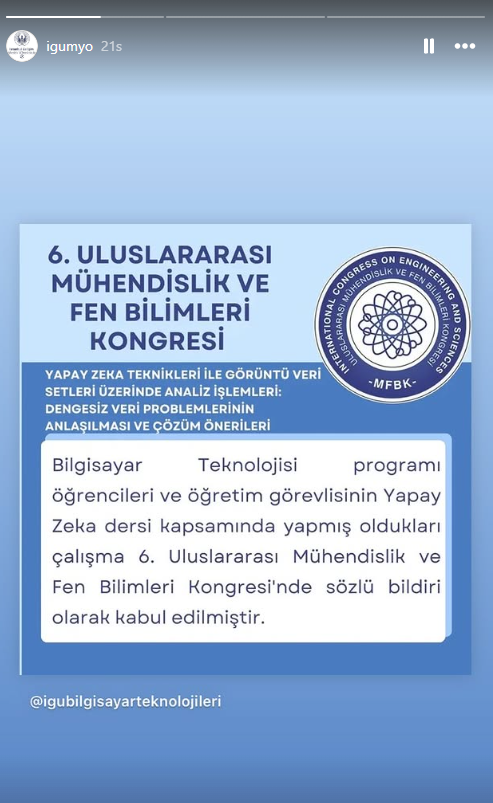 igumyo 21s
6. ULUSLARARASI
MÜHENDİSLİK VE
FEN BİLİMLERİ
KONGRESİ
INTERNATIONAL CONGRESS ON ENGINEERING AND SCIENCES
ULUSLARARASI MÜHENDİSLİK VE FEN BİLİMLERİ KONGRESİ
-MFBK-
YAPAY ZEKA TEKNİKLERİ İLE GÖRÜNTÜ VERİ
SETLERİ ÜZERİNDE ANALİZ İŞLEMLERİ:
DENGESİZ VERİ PROBLEMLERİNİN
ANLAŞILMASI VE ÇÖZÜM ÖNERİLERİ
Bilgisayar Teknolojisi programı
öğrencileri ve öğretim görevlisinin Yapay
Zeka dersi kapsamında yapmış oldukları
çalışma 6. Uluslararası Mühendislik ve
Fen Bilimleri Kongresi'nde sözlü bildiri
olarak kabul edilmiştir.
@igubilgisayarteknolojileri